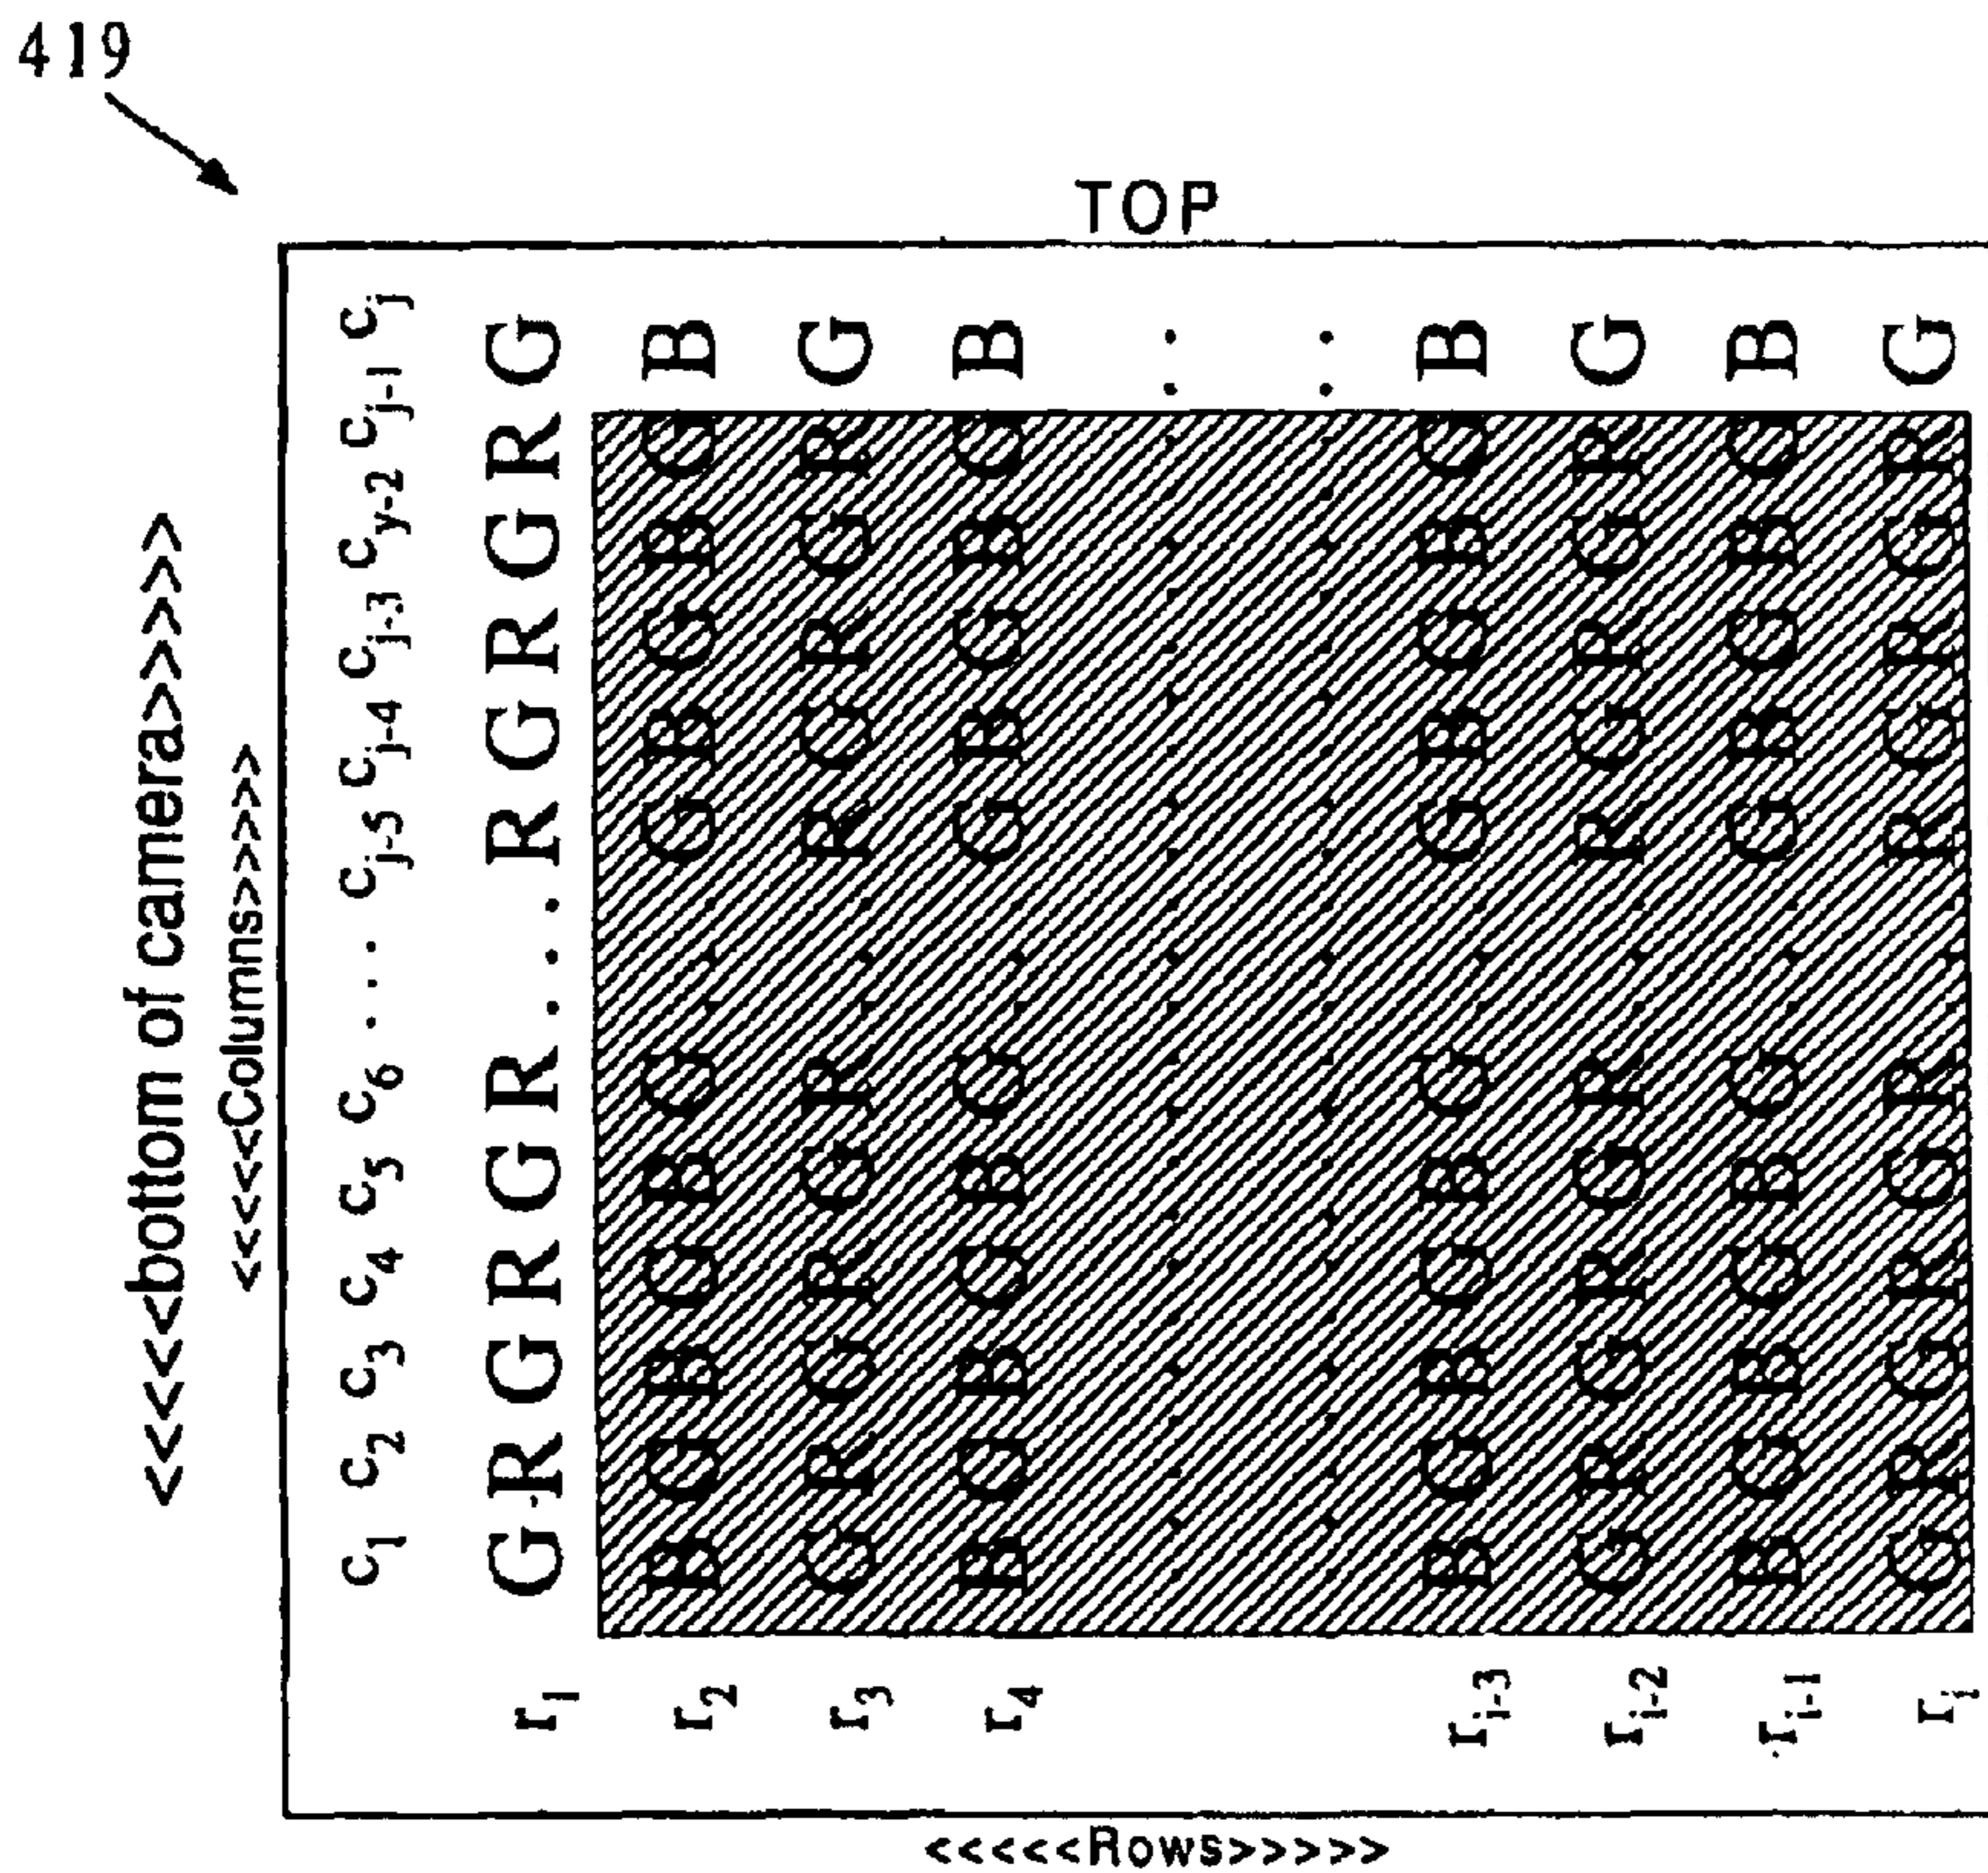 419
TOP
<<<<<bottom of camera>>>>>
<<<<<Columns>>>>>
c1 c2 c3 c4 c5 c6 ... cj-5 cj-4 cj-3 cy-2 cj-1 cj
r1 G R G R G R ... R G R G R G
r2 B G B G B G ... G B G B G B
r3 G R G R G R ... R G R G R G
r4 B G B G B G ... G B G B G B
ri-3 B G B G B G ... G B G B G B
ri-2 G R G R G R ... R G R G R G
ri-1 B G B G B G ... G B G B G B
ri G R G R G R ... R G R G R G
<<<<<Rows>>>>>